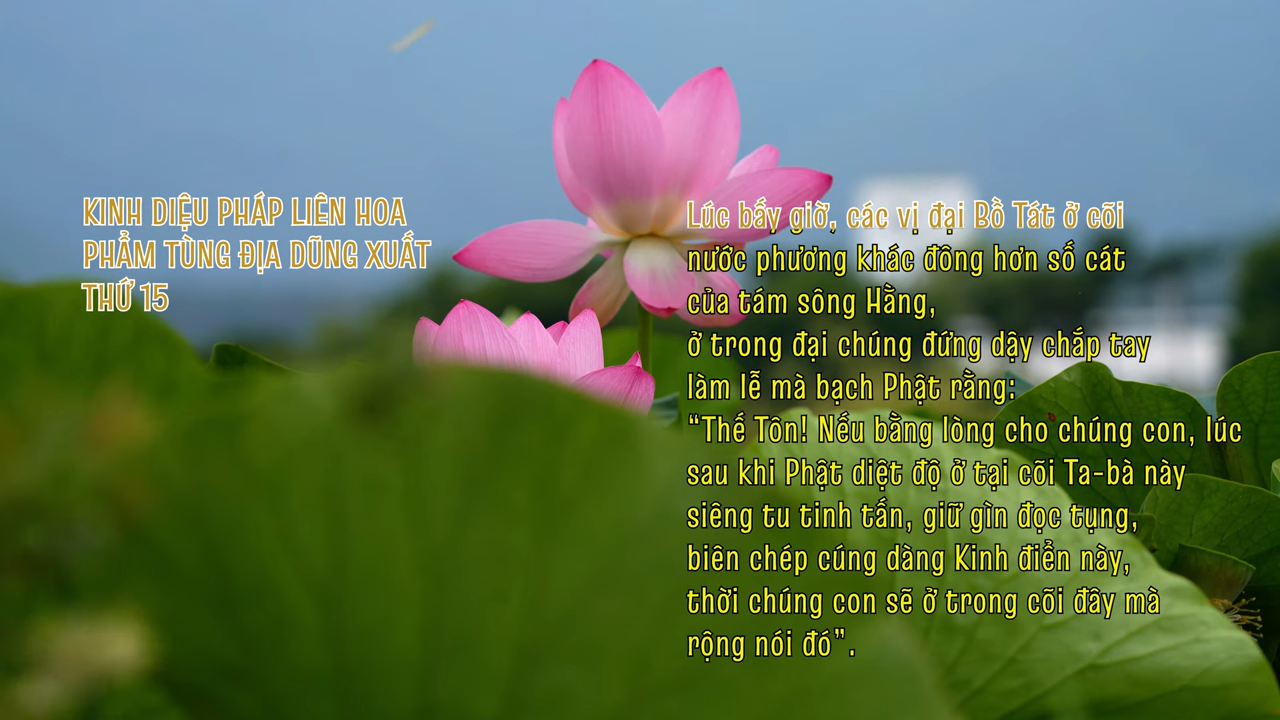 KINH DIỆU PHÁP LIÊN HOA
PHẨM TÙNG ĐỊA DŨNG XUẤT
THỨ 15
Lúc bấy giờ, các vị đại Bồ Tát ở cõi
nước phương khác đông hơn số cát
của tám sông Hằng,
ở trong đại chúng đứng dậy chắp tay
làm lễ mà bạch Phật rằng:
“Thế Tôn! Nếu bằng lòng cho chúng con, lúc
sau khi Phật diệt độ ở tại cõi Ta-bà này
siêng tu tinh tấn, giữ gìn đọc tụng,
biên chép cúng dàng Kinh điển này,
thời chúng con sẽ ở trong cõi đây mà
rộng nói đó”.